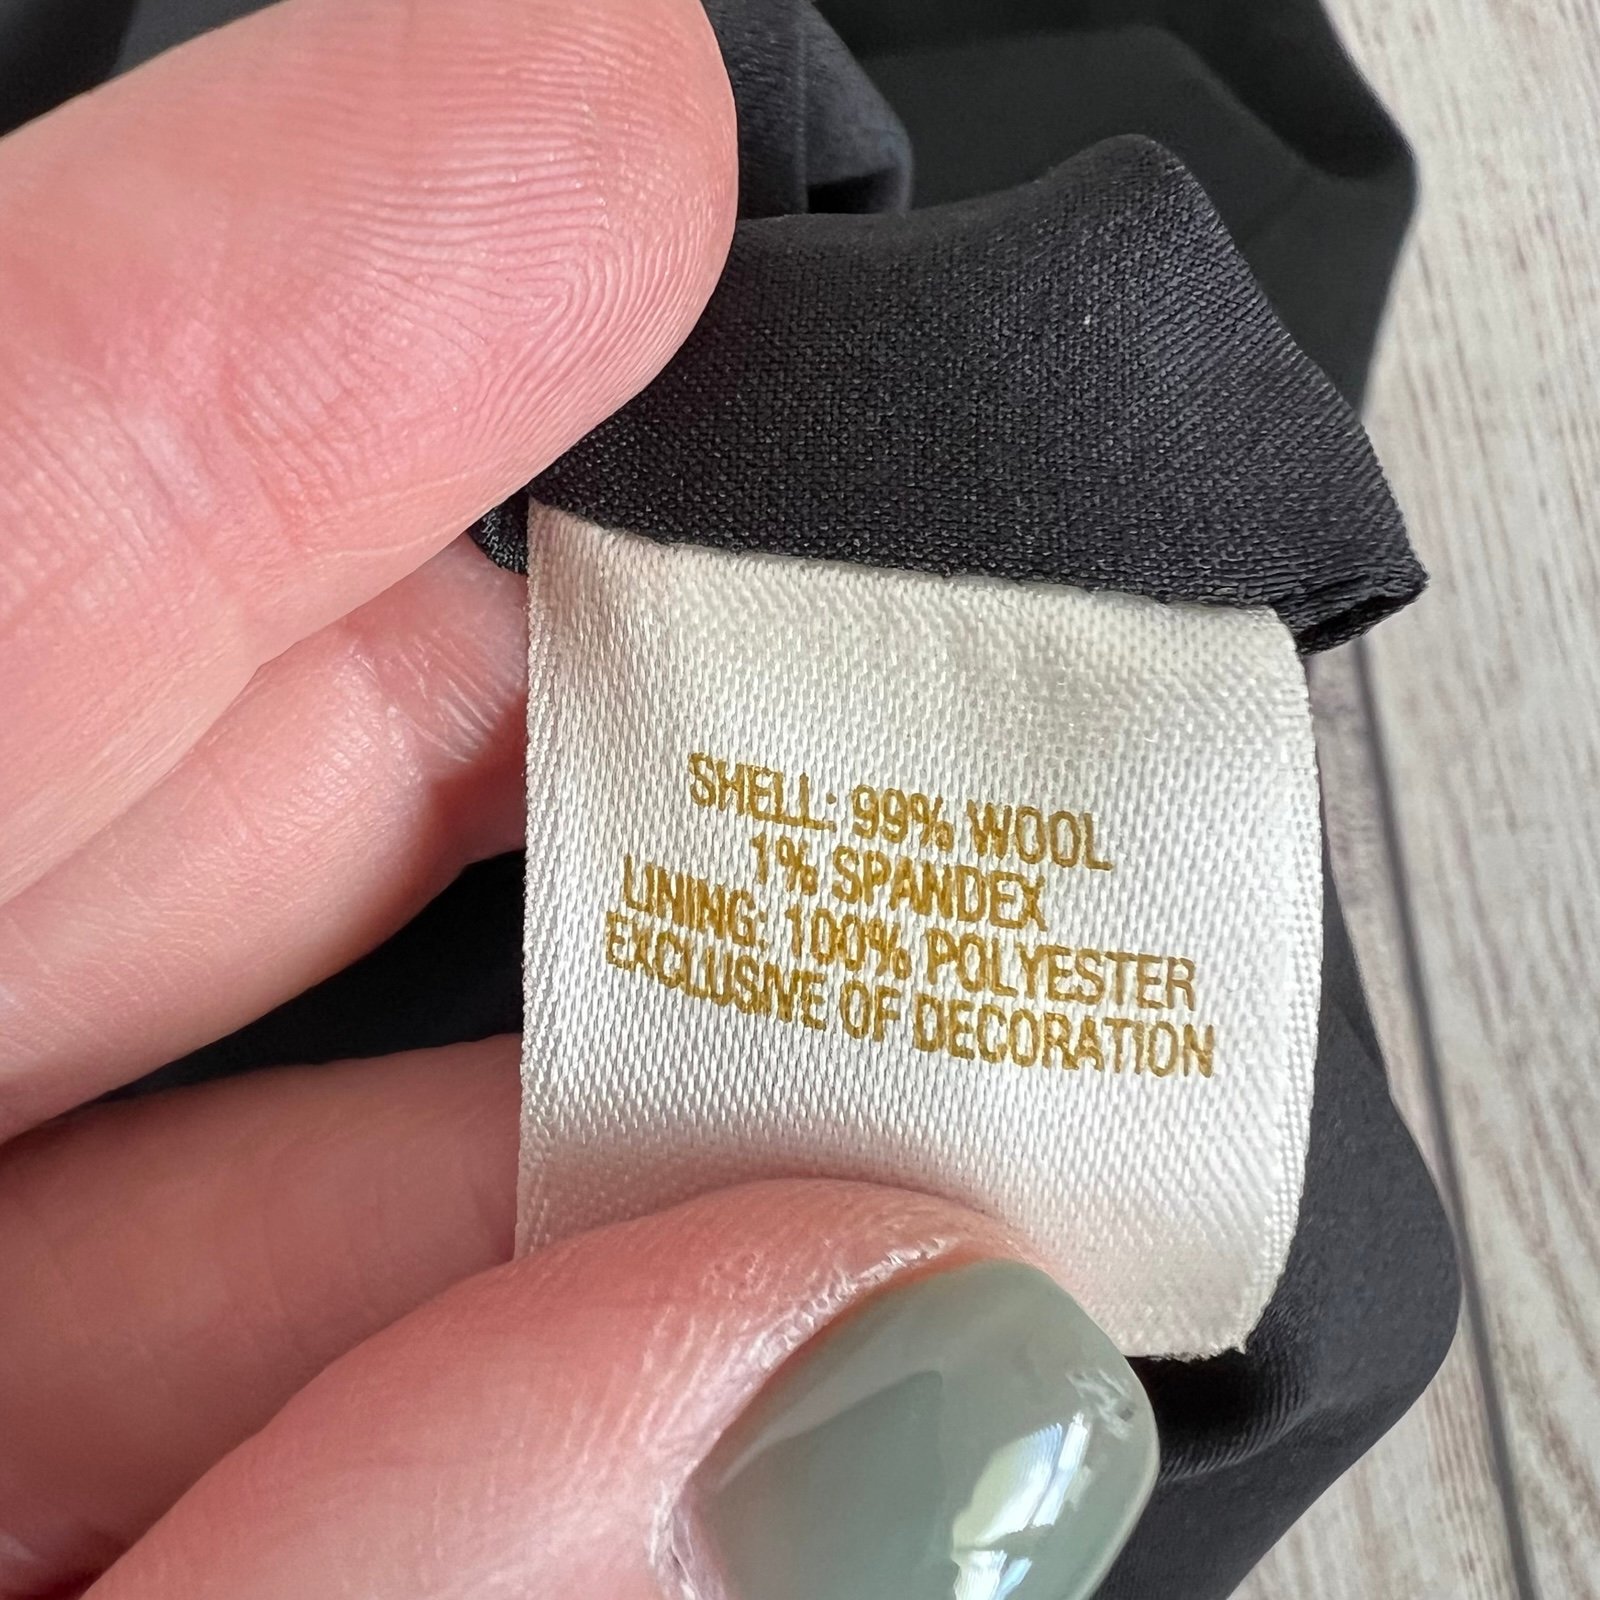 SHELL: 99% WOOL
1% SPANDEX
LINING: 100% POLYESTER
EXCLUSIVE OF DECORATION